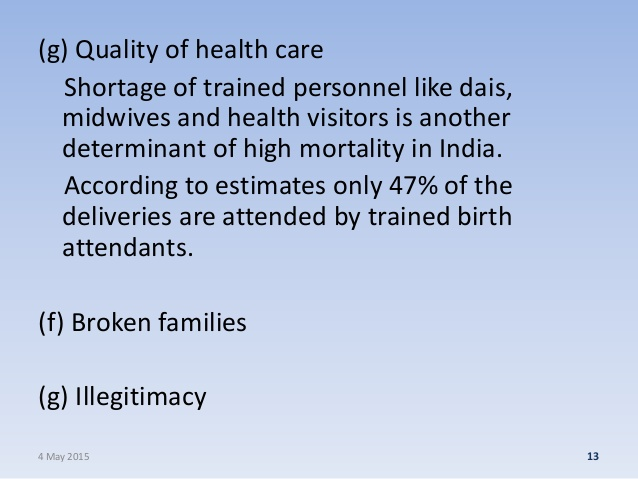 (g) Quality of health care
Shortage of trained personnel like dais,
midwives and health visitors is another
determinant of high mortality in India.
According to estimates only 47% of the
deliveries are attended by trained birth
attendants.
(f) Broken families
(g) Illegitimacy
4 May 2015
13